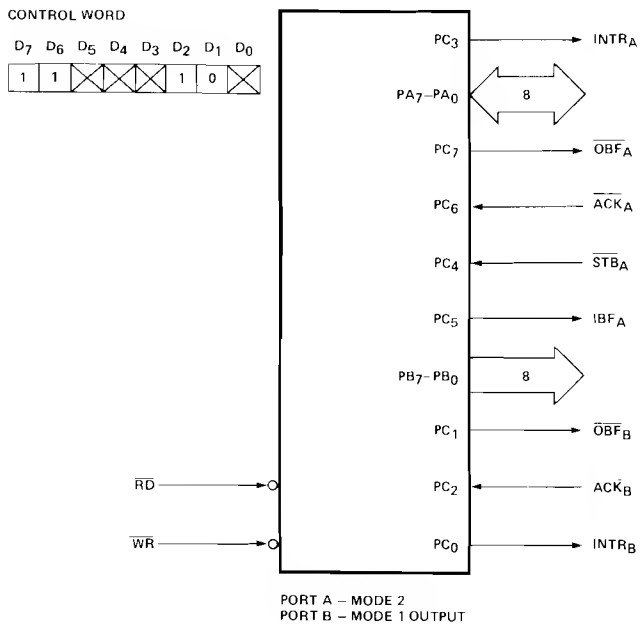 CONTROL WORD
D7 D6 D5 D4 D3 D2 D1 D0
1 1 1 0
PC3 INTRA
PA7–PA0 8
PC7 OBFA
PC6 ACKA
PC4 STBA
PC5 IBFA
PB7–PB0 8
PC1 OBFB
RD PC2 ACKB
WR PC0 INTRB
PORT A – MODE 2
PORT B – MODE 1 OUTPUT